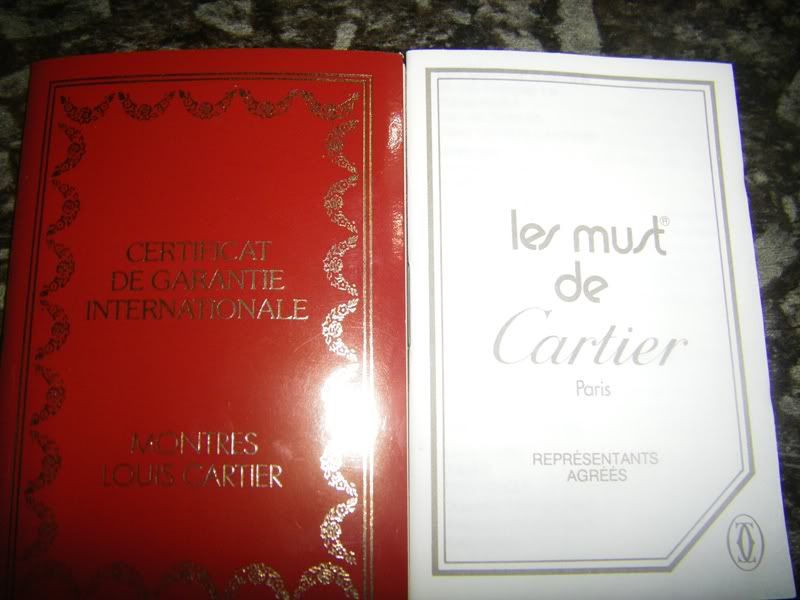 CERTIFICAT
DE GARANTIE
INTERNATIONALE
MONTRES
LOUIS CARTIER
les must®
de
Cartier
Paris
REPRÉSENTANTS
AGRÉÉS